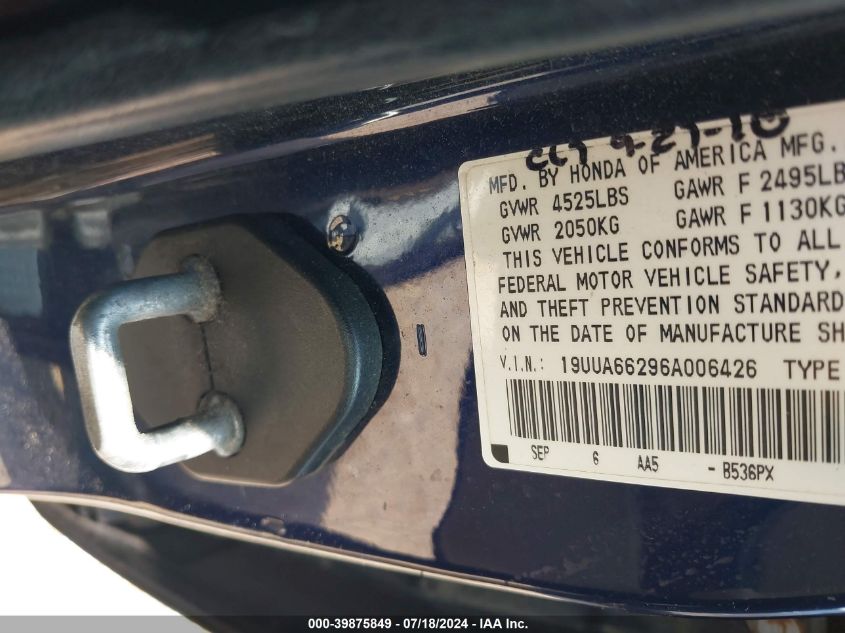 MFD. BY HONDA OF AMERICA MFG.
GVWR 4525LBS GAWR F 2495LB
GVWR 2050KG GAWR F 1130KG
THIS VEHICLE CONFORMS TO ALL
FEDERAL MOTOR VEHICLE SAFETY,
AND THEFT PREVENTION STANDARD
ON THE DATE OF MANUFACTURE SH
V.I.N.: 19UUA66296A006426 TYPE
SEP 6 AA5 - B536PX
000-39875849 / 07/18/2024 / IAA Inc.